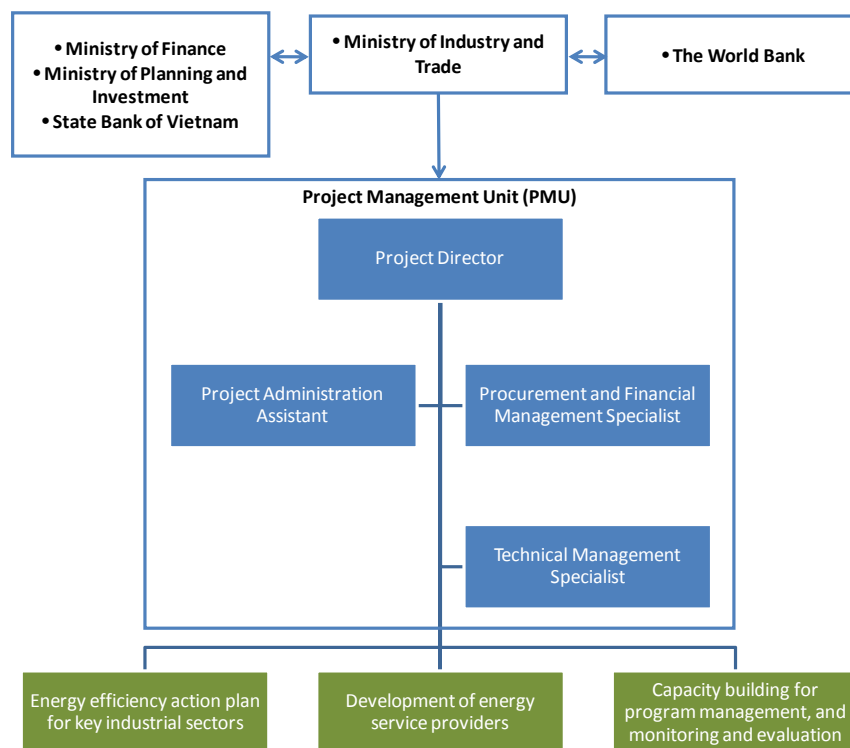 • Ministry of Finance
• Ministry of Planning and
Investment
• State Bank of Vietnam
• Ministry of Industry and
Trade
• The World Bank
Project Management Unit (PMU)
Project Director
Project Administration
Assistant
Procurement and Financial
Management Specialist
Technical Management
Specialist
Energy efficiency action plan
for key industrial sectors
Development of energy
service providers
Capacity building for
program management, and
monitoring and evaluation